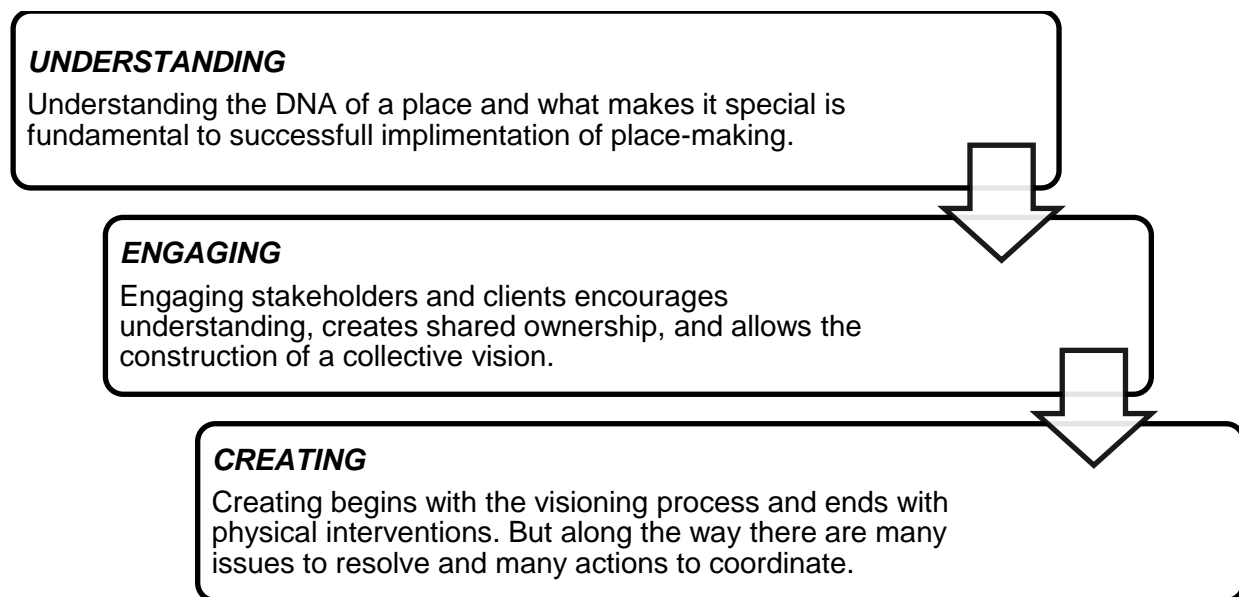 UNDERSTANDING
Understanding the DNA of a place and what makes it special is
fundamental to successfull implimentation of place-making.
ENGAGING
Engaging stakeholders and clients encourages
understanding, creates shared ownership, and allows the
construction of a collective vision.
CREATING
Creating begins with the visioning process and ends with
physical interventions. But along the way there are many
issues to resolve and many actions to coordinate.